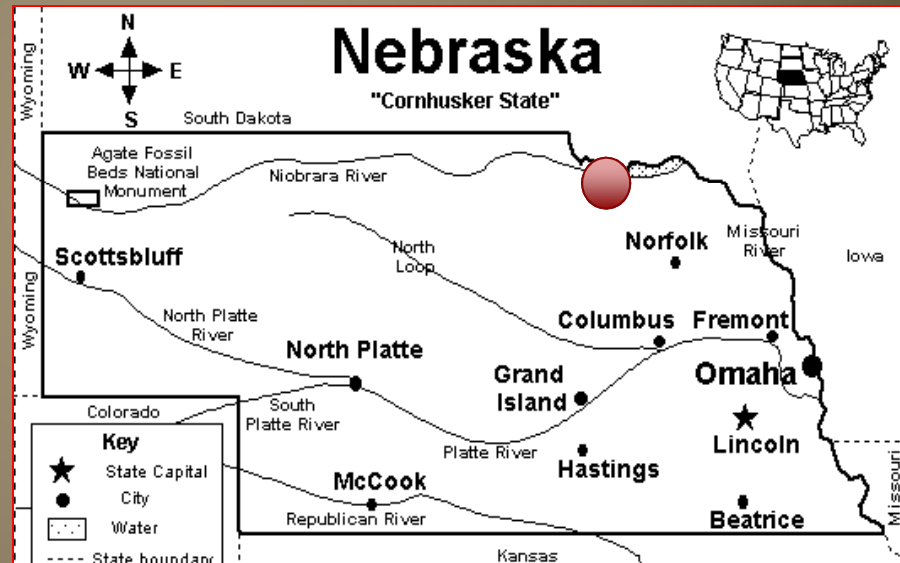 Nebraska
"Cornhusker State"
N
W
E
S
South Dakota
Wyoming
Agate Fossil
Beds National
Monument
Niobrara River
Missouri
River
Iowa
Norfolk
North
Loop
Scottsbluff
Wyoming
North Platte
River
Columbus
Fremont
North Platte
Omaha
Grand
Island
South
Platte River
Colorado
Lincoln
Platte River
Hastings
McCook
Republican River
Beatrice
Missouri
Kansas
Key
State Capital
City
Water
State boundary